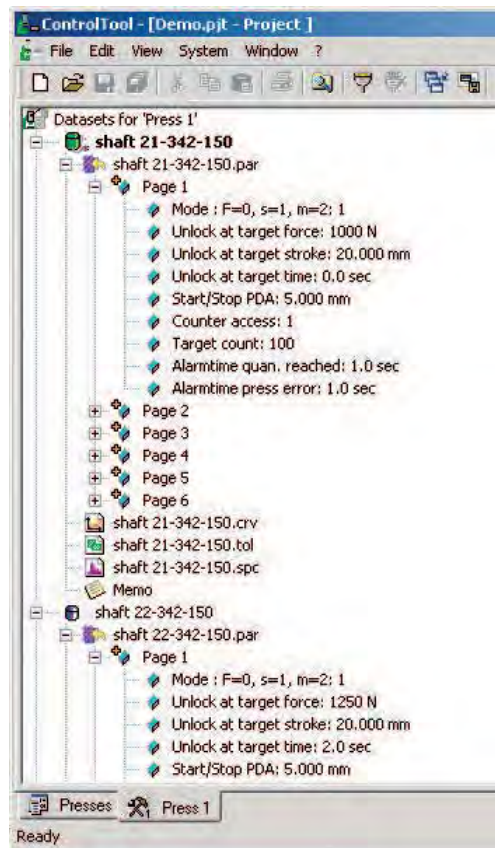 ControlTool - [Demo.pjt - Project ]
File Edit View System Window ?
Datasets for 'Press 1'
shaft 21-342-150
shaft 21-342-150.par
Page 1
Mode : F=0, s=1, m=2: 1
Unlock at target force: 1000 N
Unlock at target stroke: 20.000 mm
Unlock at target time: 0.0 sec
Start/Stop PDA: 5.000 mm
Counter access: 1
Target count: 100
Alarmtime quan. reached: 1.0 sec
Alarmtime press error: 1.0 sec
Page 2
Page 3
Page 4
Page 5
Page 6
shaft 21-342-150.crv
shaft 21-342-150.tol
shaft 21-342-150.spc
Memo
shaft 22-342-150
shaft 22-342-150.par
Page 1
Mode : F=0, s=1, m=2: 1
Unlock at target force: 1250 N
Unlock at target stroke: 20.000 mm
Unlock at target time: 2.0 sec
Start/Stop PDA: 5.000 mm
Presses Press 1
Ready